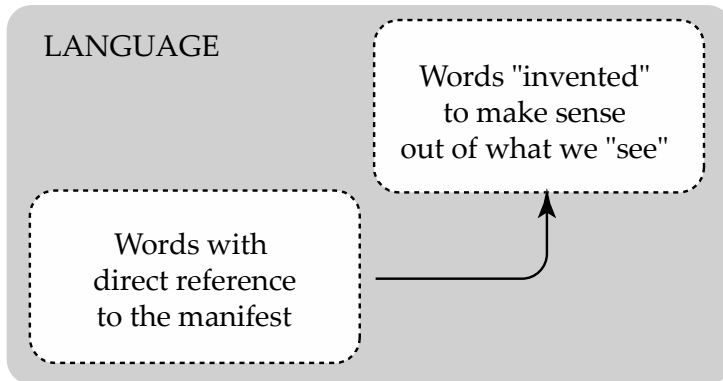 LANGUAGE
Words "invented"
to make sense
out of what we "see"
Words with
direct reference
to the manifest